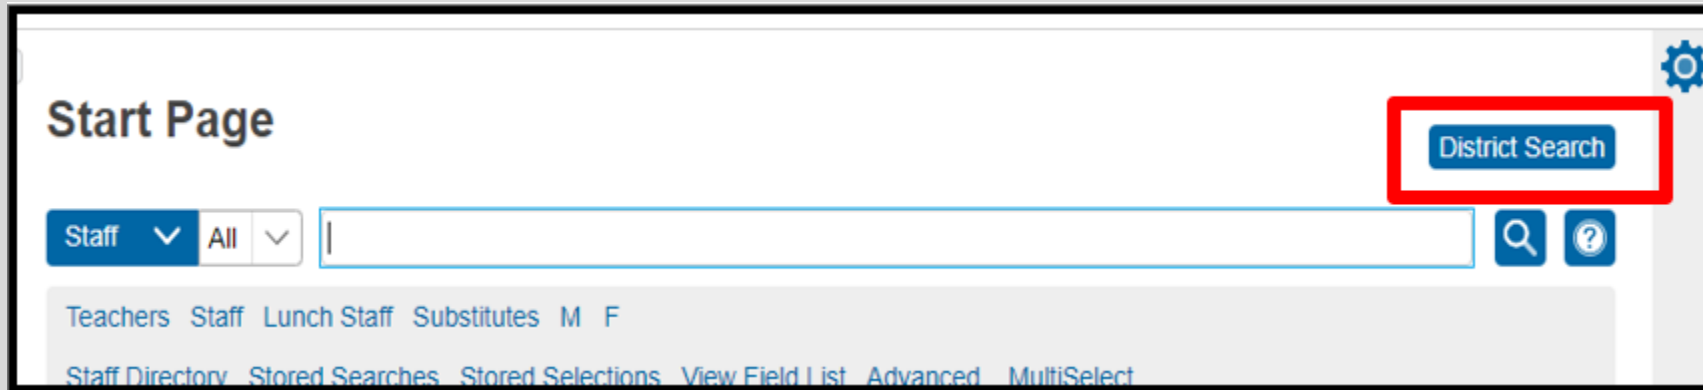 Start Page
District Search
Staff All
Teachers Staff Lunch Staff Substitutes M F
Staff Directory Stored Searches Stored Selections View Field List Advanced MultiSelect